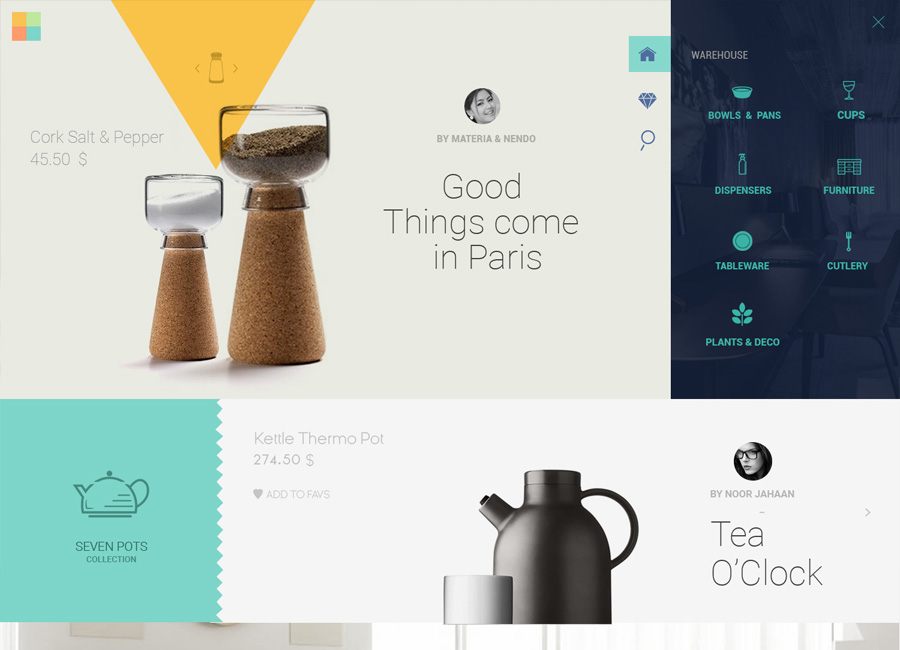 Cork Salt & Pepper
45.50 $
BY MATERIA & NENDO
Good
Things come
in Paris
WAREHOUSE
BOWLS & PANS
CUPS
DISPENSERS
FURNITURE
TABLEWARE
CUTLERY
PLANTS & DECO
SEVEN POTS
COLLECTION
Kettle Thermo Pot
274.50 $
ADD TO FAVS
BY NOOR JAHAAN
Tea
O'Clock